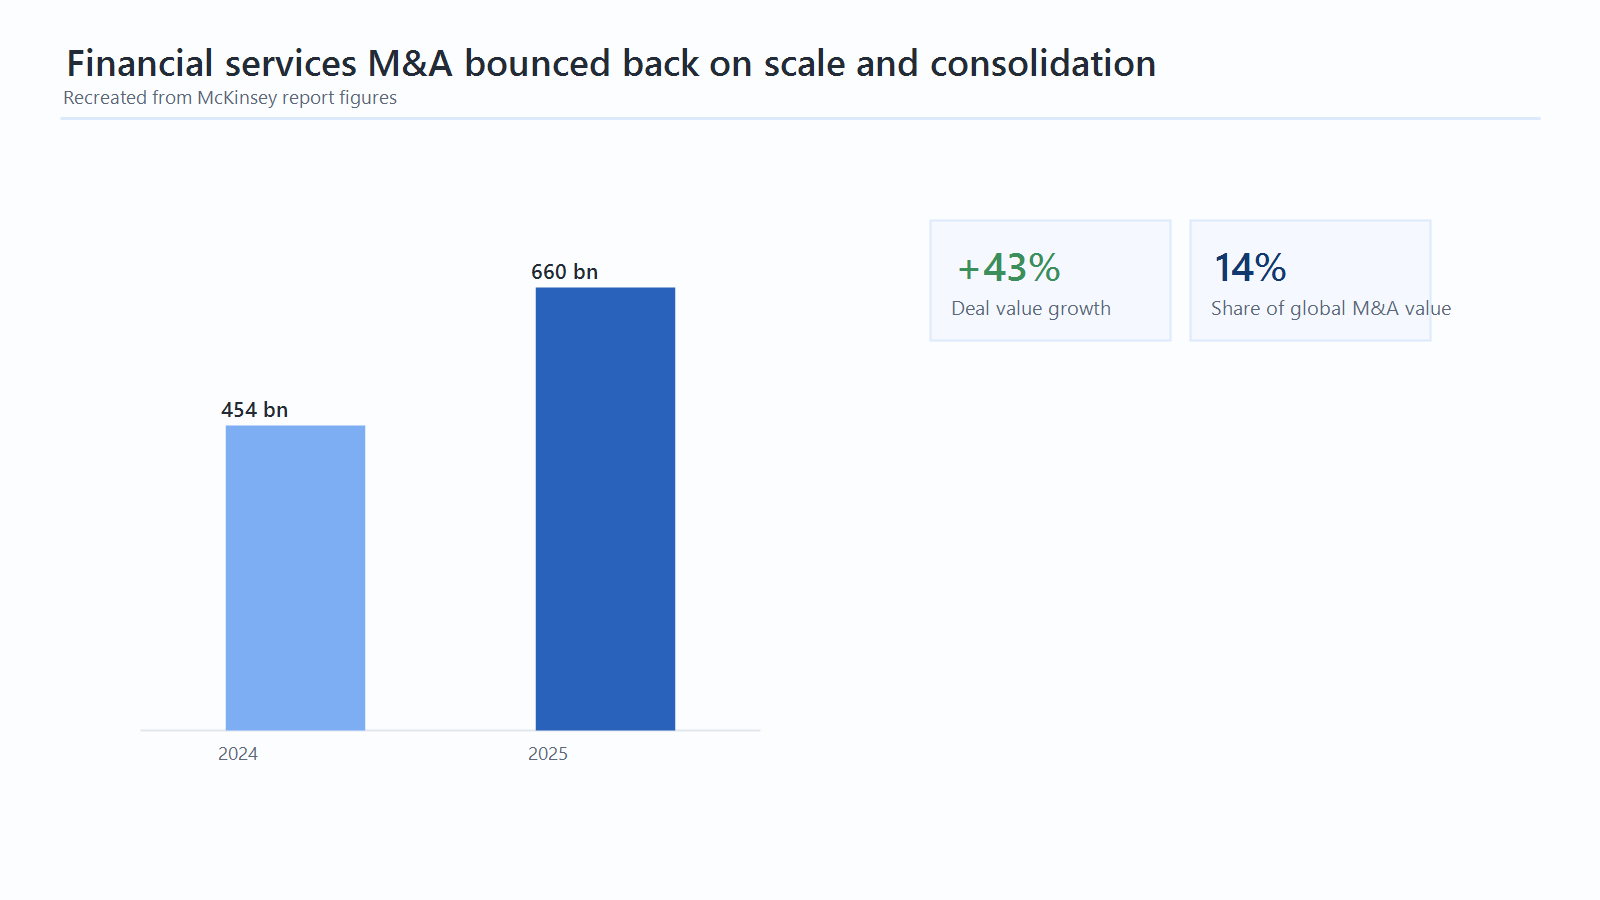 Financial services M&A bounced back on scale and consolidation
Recreated from McKinsey report figures
660 bn
454 bn
2024
2025
+43%
Deal value growth
14%
Share of global M&A value